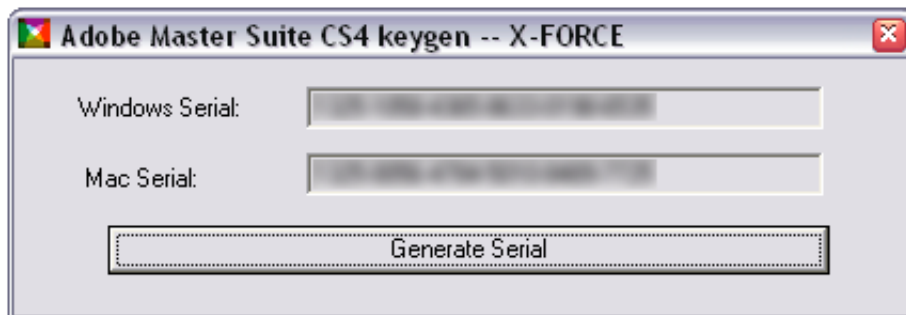 Adobe Master Suite CS4 keygen -- X-FORCE
Windows Serial:
Mac Serial:
Generate Serial